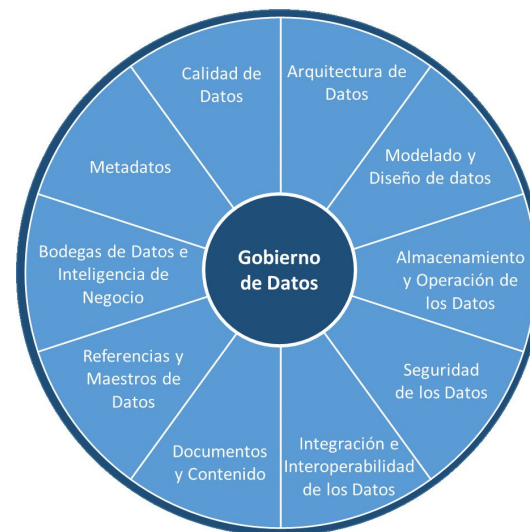 Calidad de
Datos
Arquitectura de
Datos
Modelado y
Diseño de datos
Almacenamiento
y Operación de
los Datos
Seguridad
de los Datos
Integración e
Interoperabilidad
de los Datos
Documentos
y Contenido
Referencias y
Maestros de
Datos
Bodegas de Datos e
Inteligencia de
Negocio
Metadatos
Gobierno
de Datos